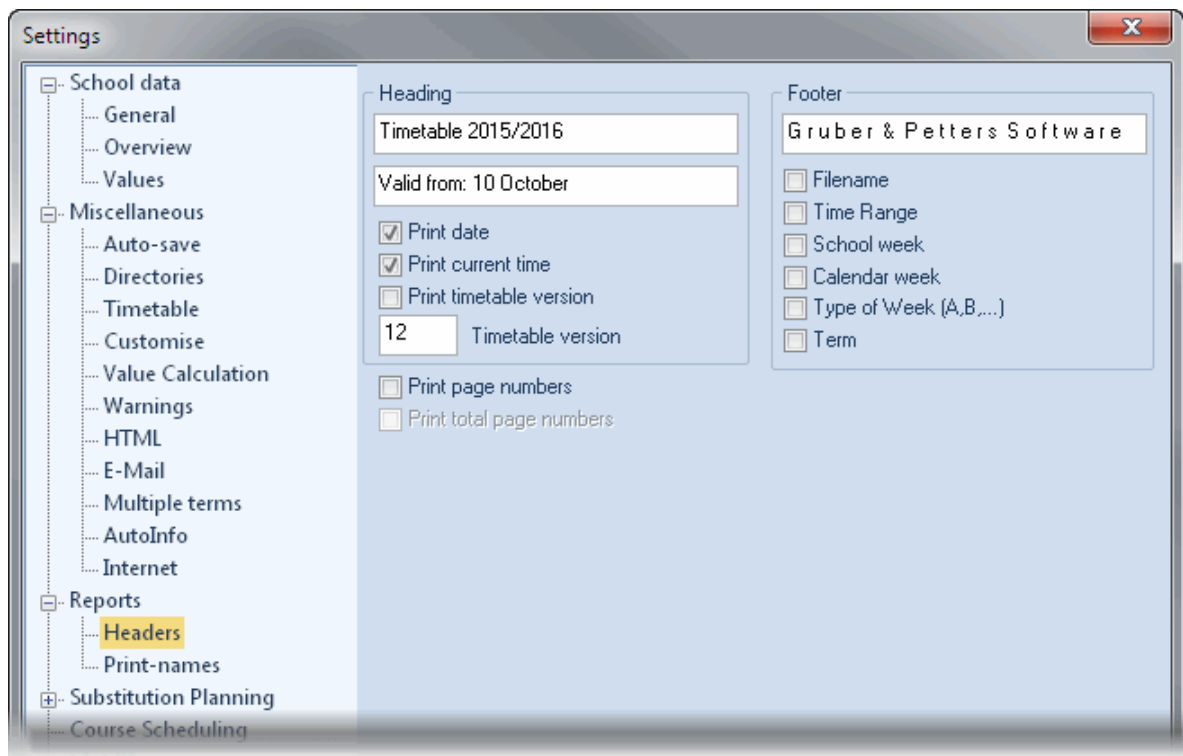 Settings
School data
General
Overview
Values
Miscellaneous
Auto-save
Directories
Timetable
Customise
Value Calculation
Warnings
HTML
E-Mail
Multiple terms
AutoInfo
Internet
Reports
Headers
Print-names
Substitution Planning
Course Scheduling
Heading
Timetable 2015/2016
Valid from: 10 October
Print date
Print current time
Print timetable version
12 Timetable version
Print page numbers
Print total page numbers
Footer
G r u b e r & P e t t e r s S o f t w a r e
Filename
Time Range
School week
Calendar week
Type of Week (A,B,...)
Term